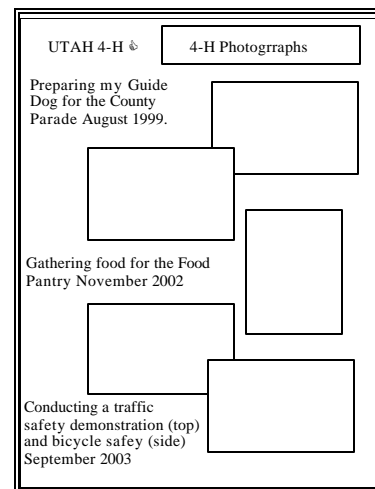 UTAH 4-H 👍 4-H Photogrraphs
Preparing my Guide
Dog for the County
Parade August 1999.
Gathering food for the Food
Pantry November 2002
Conducting a traffic
safety demonstration (top)
and bicycle safey (side)
September 2003